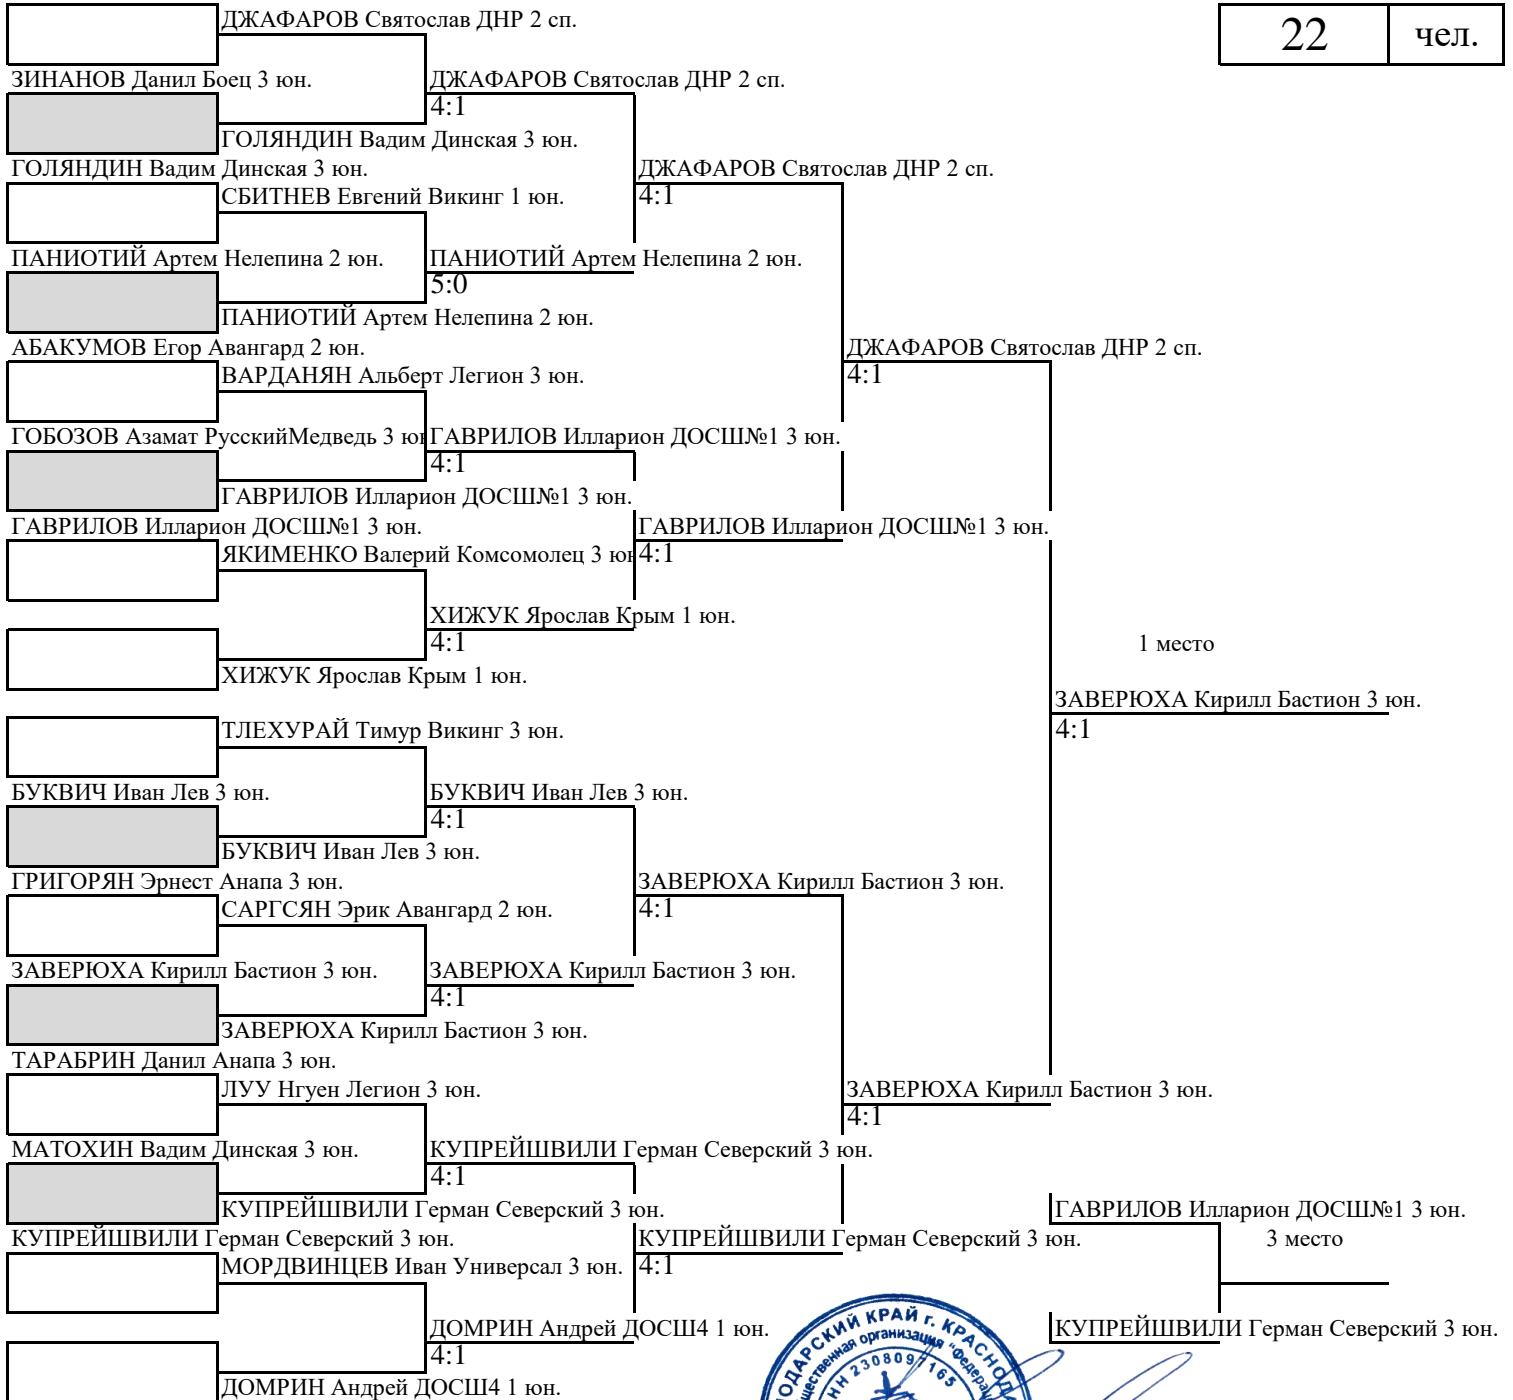 ДЖАФАРОВ Святослав ДНР 2 сп.
22 чел.
ЗИНАНОВ Данил Боец 3 юн.
ДЖАФАРОВ Святослав ДНР 2 сп.
4:1
ГОЛЯНДИН Вадим Динская 3 юн.
ГОЛЯНДИН Вадим Динская 3 юн.
ДЖАФАРОВ Святослав ДНР 2 сп.
4:1
СБИТНЕВ Евгений Викинг 1 юн.
ПАНИОТИЙ Артем Нелепина 2 юн.
ПАНИОТИЙ Артем Нелепина 2 юн.
5:0
ПАНИОТИЙ Артем Нелепина 2 юн.
АБАКУМОВ Егор Авангард 2 юн.
ДЖАФАРОВ Святослав ДНР 2 сп.
4:1
ВАРДАНЯН Альберт Легион 3 юн.
ГОБОЗОВ Азамат РусскийМедведь 3 юн
ГАВРИЛОВ Илларион ДОСШ№1 3 юн.
4:1
ГАВРИЛОВ Илларион ДОСШ№1 3 юн.
ГАВРИЛОВ Илларион ДОСШ№1 3 юн.
ГАВРИЛОВ Илларион ДОСШ№1 3 юн.
4:1
ЯКИМЕНКО Валерий Комсомолец 3 юн
ХИЖУК Ярослав Крым 1 юн.
4:1
1 место
ХИЖУК Ярослав Крым 1 юн.
ЗАВЕРЮХА Кирилл Бастион 3 юн.
4:1
ТЛЕХУРАЙ Тимур Викинг 3 юн.
БУКВИЧ Иван Лев 3 юн.
БУКВИЧ Иван Лев 3 юн.
4:1
БУКВИЧ Иван Лев 3 юн.
ГРИГОРЯН Эрнест Анапа 3 юн.
ЗАВЕРЮХА Кирилл Бастион 3 юн.
4:1
САРГСЯН Эрик Авангард 2 юн.
ЗАВЕРЮХА Кирилл Бастион 3 юн.
ЗАВЕРЮХА Кирилл Бастион 3 юн.
4:1
ЗАВЕРЮХА Кирилл Бастион 3 юн.
ТАРАБРИН Данил Анапа 3 юн.
ЛУУ Нгуен Легион 3 юн.
ЗАВЕРЮХА Кирилл Бастион 3 юн.
4:1
МАТОХИН Вадим Динская 3 юн.
КУПРЕЙШВИЛИ Герман Северский 3 юн.
4:1
КУПРЕЙШВИЛИ Герман Северский 3 юн.
ГАВРИЛОВ Илларион ДОСШ№1 3 юн.
КУПРЕЙШВИЛИ Герман Северский 3 юн.
КУПРЕЙШВИЛИ Герман Северский 3 юн.
3 место
МОРДВИНЦЕВ Иван Универсал 3 юн.
4:1
ДОМРИН Андрей ДОСШ4 1 юн.
4:1
КУПРЕЙШВИЛИ Герман Северский 3 юн.
ДОМРИН Андрей ДОСШ4 1 юн.
КРАЙ г.
организация
2308097165